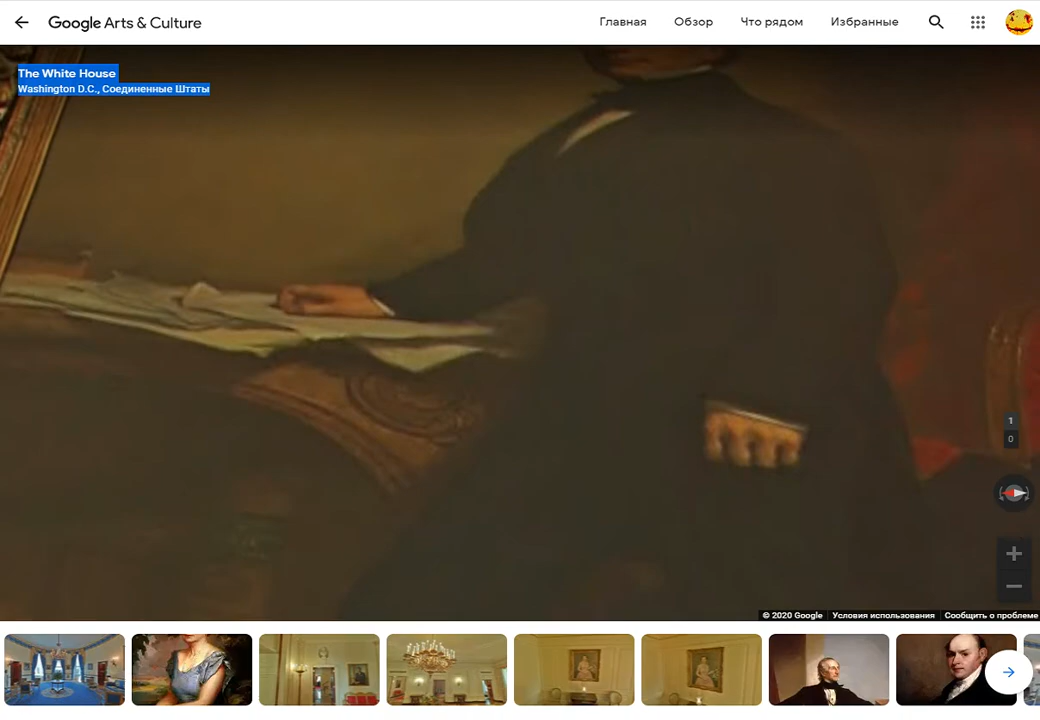 Google Arts & Culture
Главная Обзор Что рядом Избранные
The White House
Washington D.C., Соединенные Штаты
1
0
© 2020 Google Условия использования Сообщить о проблеме